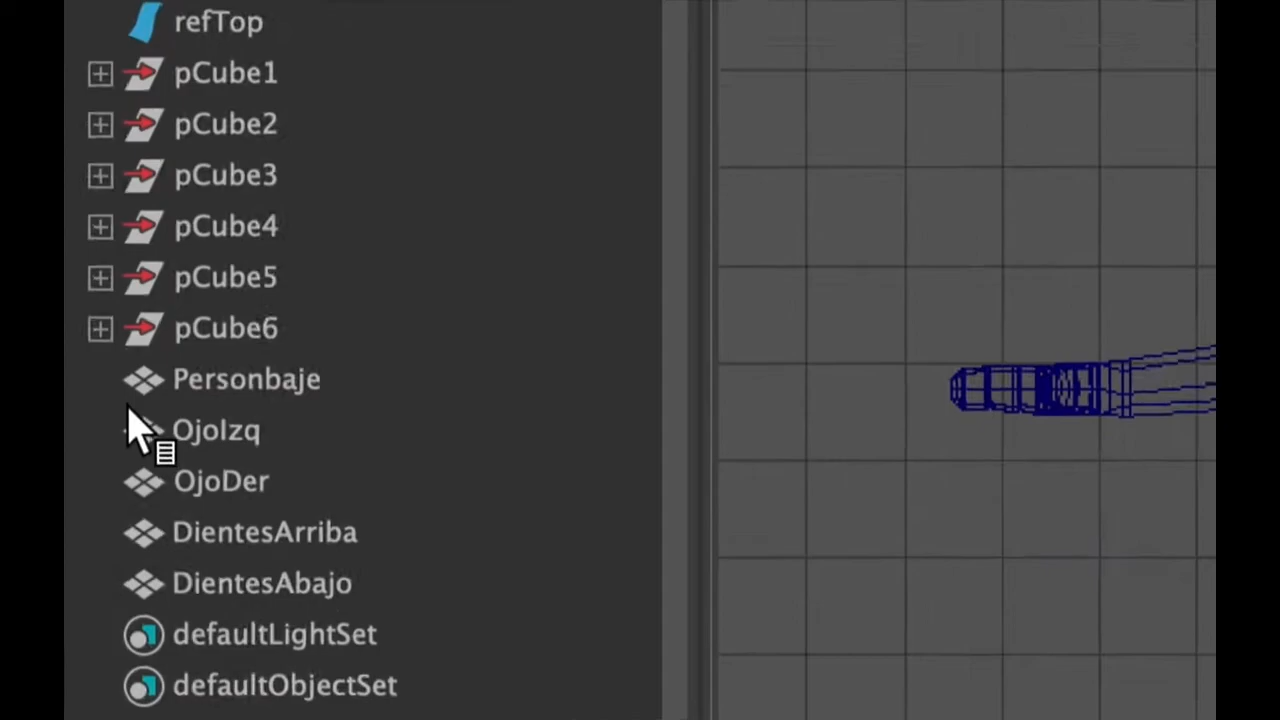 refTop
pCube1
pCube2
pCube3
pCube4
pCube5
pCube6
Personbaje
OjoIzq
OjoDer
DientesArriba
DientesAbajo
defaultLightSet
defaultObjectSet